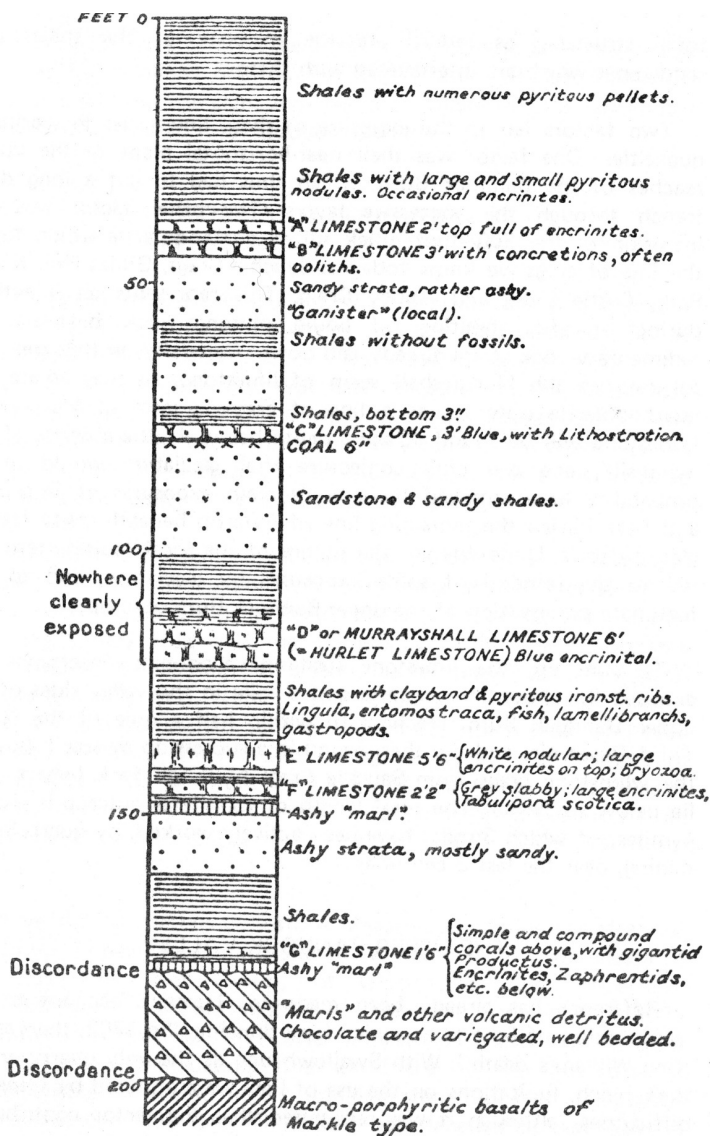 FEET 0
Shales with numerous pyritous pellets.
Shales with large and small pyritous
nodules. Occasional encrinites.
"A" LIMESTONE 2' top full of encrinites.
"B" LIMESTONE 3' with concretions, often
ooliths.
50
Sandy strata, rather ashy.
"Ganister" (local).
Shales without fossils.
Shales, bottom 3"
"C" LIMESTONE, 3' Blue, with Lithostrotion
COAL 6"
Sandstone & sandy shales.
100
Nowhere
clearly
exposed
"D" or MURRAYSHALL LIMESTONE 6'
(= HURLET LIMESTONE) Blue encrinital.
Shales with clayband & pyritous ironst. ribs.
Lingula, entomostraca, fish, lamellibranchs,
gastropods.
"E" LIMESTONE 5'6" - White nodular; large
encrinites on top; bryozoa.
"F" LIMESTONE 2'2" Grey slabby; large encrinites,
Tabulipora scotica.
150
Ashy "marl".
Ashy strata, mostly sandy.
Shales.
"G" LIMESTONE 1'6"
Simple and compound
corals above, with gigantid
Productus.
Encrinites, Zaphrentids,
etc. below.
Discordance
Ashy "marl"
"Marls" and other volcanic detritus.
Chocolate and variegated, well bedded.
Discordance
200
Macro-porphyritic basalts of
Markle type.